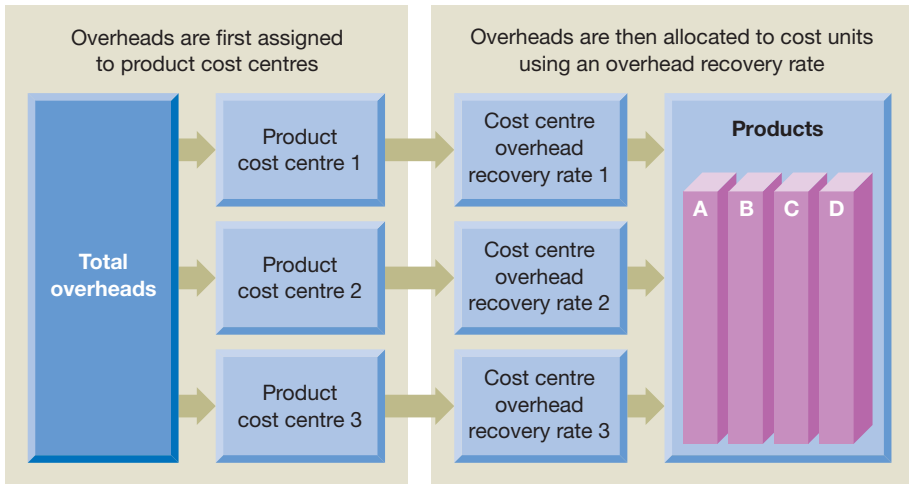 Overheads are first assigned
to product cost centres
Overheads are then allocated to cost units
using an overhead recovery rate
Total
overheads
Product
cost centre 1
Product
cost centre 2
Product
cost centre 3
Cost centre
overhead
recovery rate 1
Cost centre
overhead
recovery rate 2
Cost centre
overhead
recovery rate 3
Products
A B C D